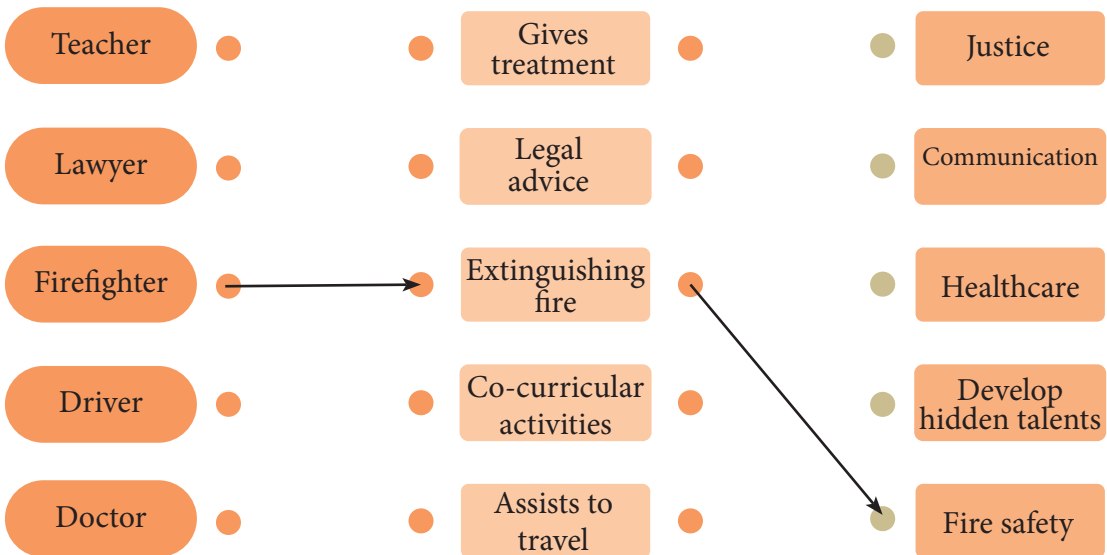 Teacher
Gives
treatment
Justice
Lawyer
Legal
advice
Communication
Firefighter
Extinguishing
fire
Healthcare
Driver
Co-curricular
activities
Develop
hidden talents
Doctor
Assists to
travel
Fire safety